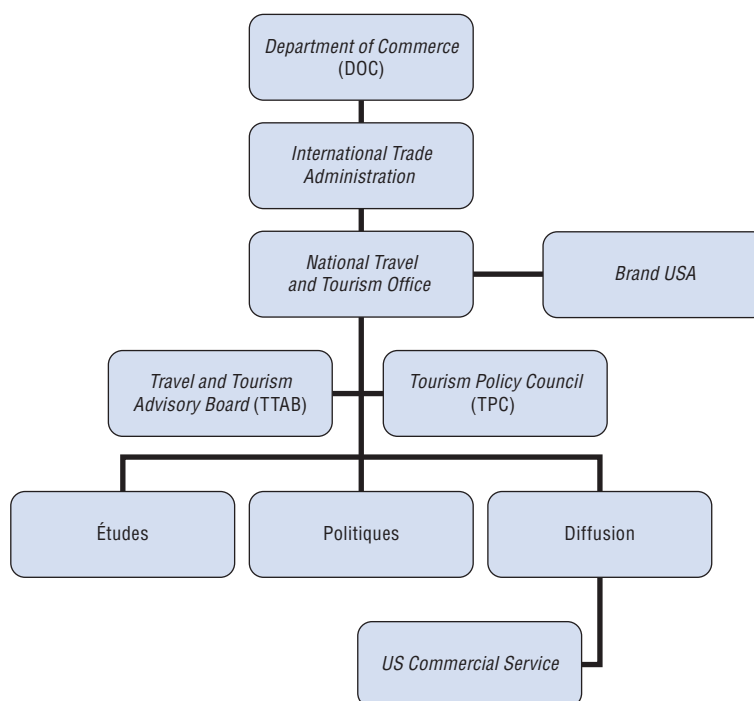 Department of Commerce
(DOC)
International Trade
Administration
National Travel
and Tourism Office
Brand USA
Travel and Tourism
Advisory Board (TTAB)
Tourism Policy Council
(TPC)
Études
Politiques
Diffusion
US Commercial Service